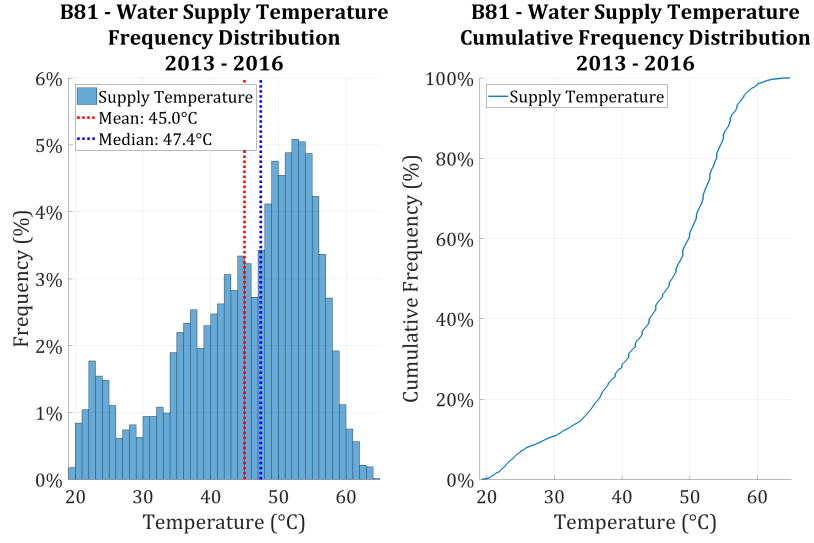 B81 - Water Supply Temperature
Frequency Distribution
2013 - 2016
6%
5%
4%
3%
2%
1%
0%
Frequency (%)
Supply Temperature
Mean: 45.0°C
Median: 47.4°C
20 30 40 50 60
Temperature (°C)
B81 - Water Supply Temperature
Cumulative Frequency Distribution
2013 - 2016
100%
80%
60%
40%
20%
0%
Cumulative Frequency (%)
Supply Temperature
20 30 40 50 60
Temperature (°C)